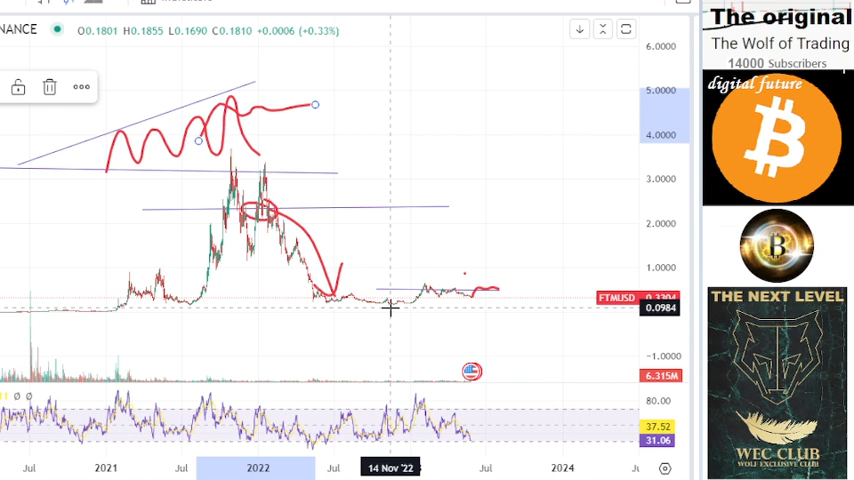 NANCE O0.1801 H0.1855 L0.1690 C0.1810 +0.0006 (+0.33%)
6.0000
5.0000
4.0000
3.0000
2.0000
1.0000
FTMUSD 0.3304
0.0984
−1.0000
6.315M
80.00
37.52
31.06
Jul 2021 Jul 2022 Jul 14 Nov '22 Jul 2024 Ju
The original
The Wolf of Trading
14000 Subscribers
digital future
THE NEXT LEVEL
WEC CLUB
WOLF EXCLUSIVE CLUB